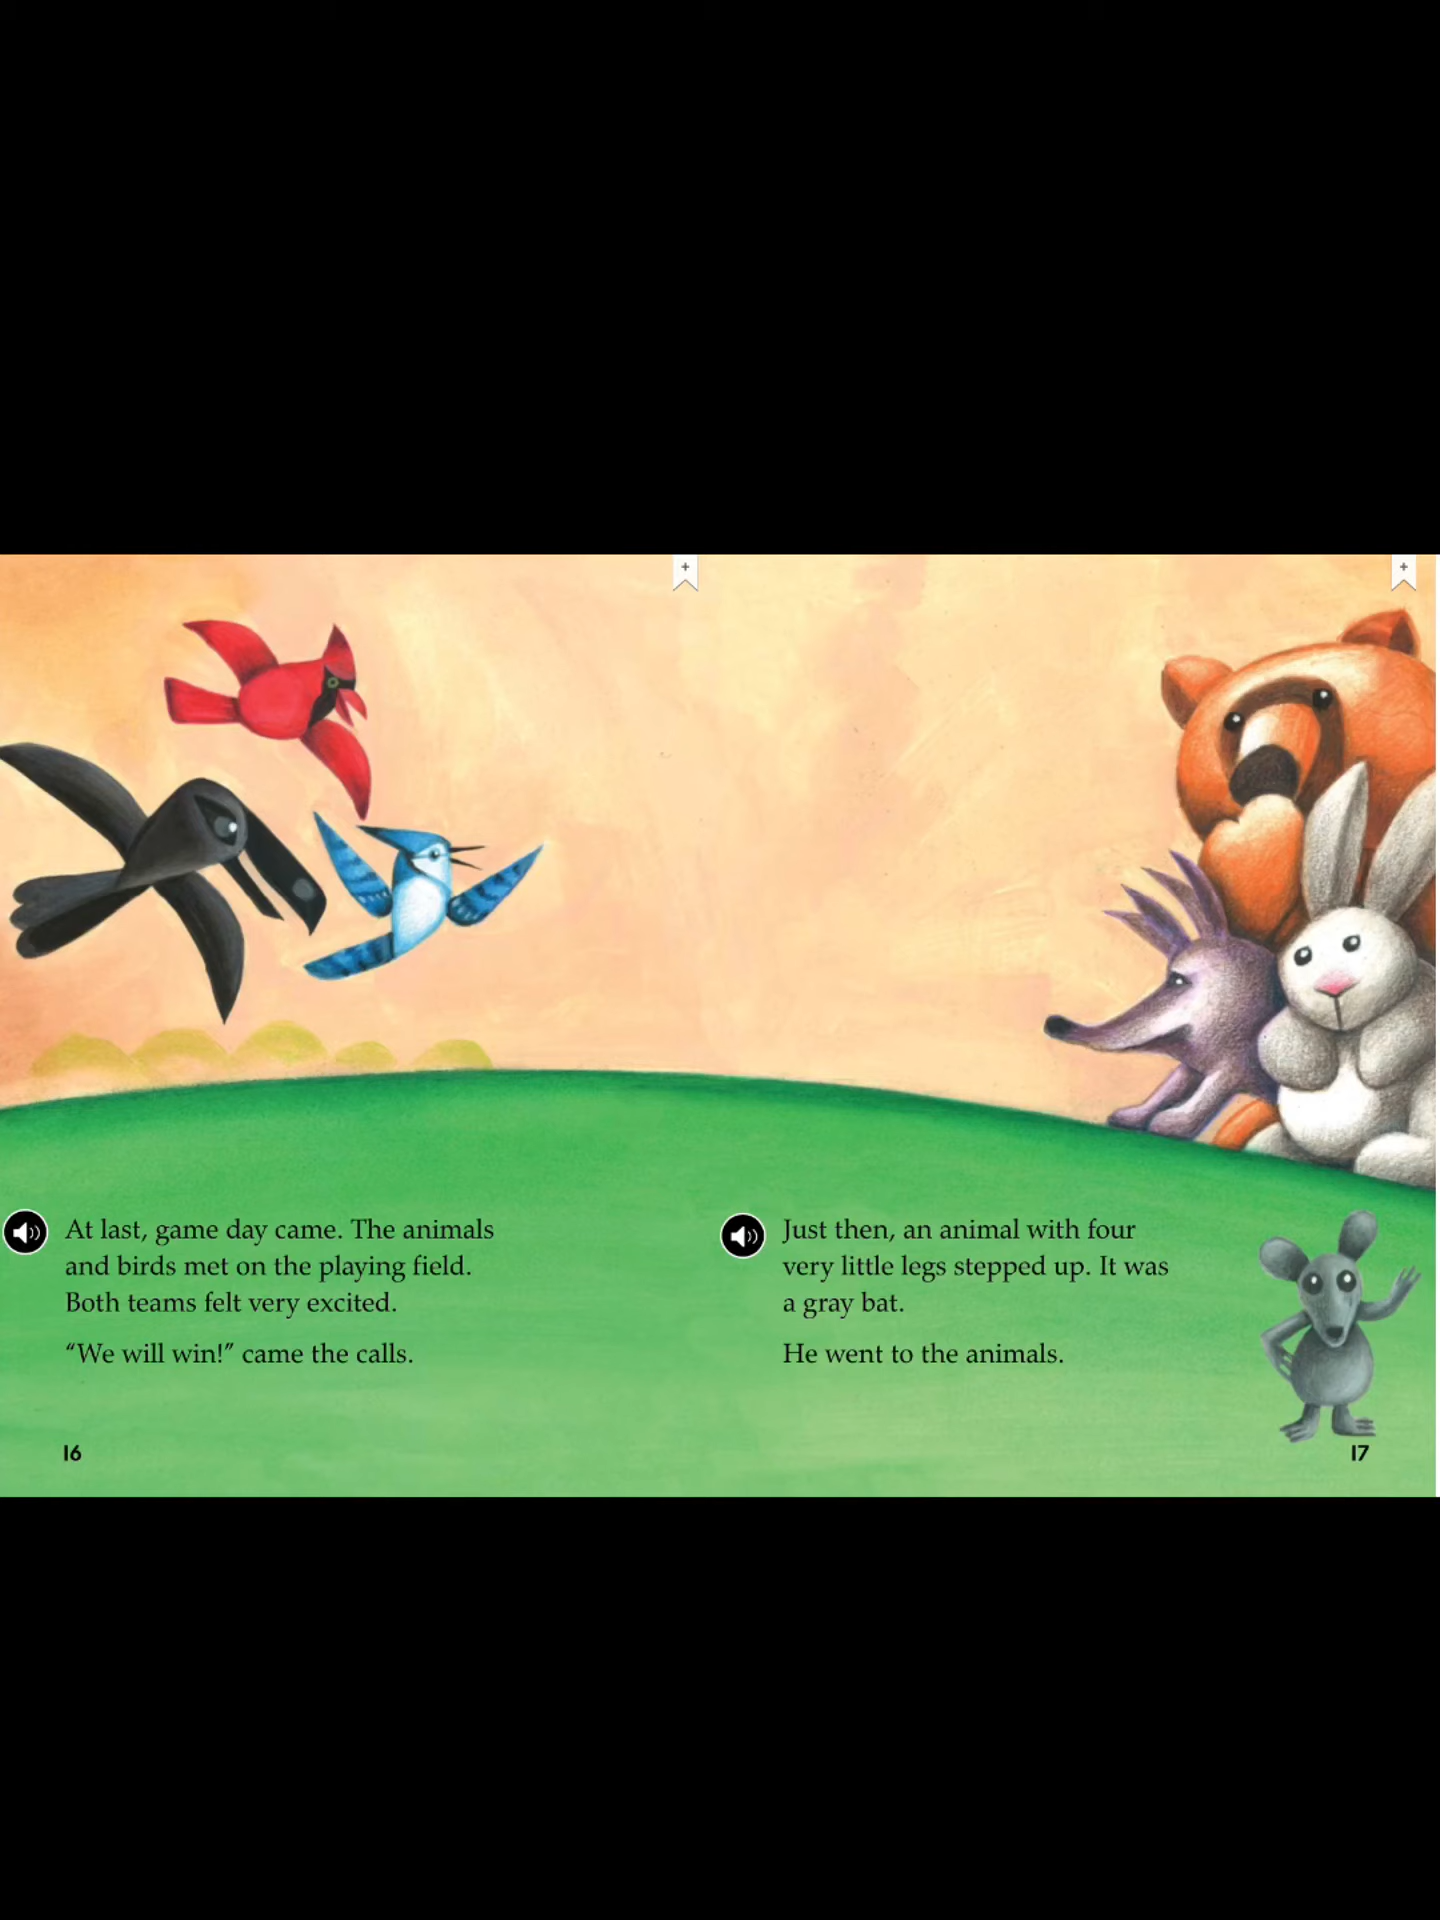 At last, game day came. The animals
and birds met on the playing field.
Both teams felt very excited.
“We will win!” came the calls.
16
Just then, an animal with four
very little legs stepped up. It was
a gray bat.
He went to the animals.
17